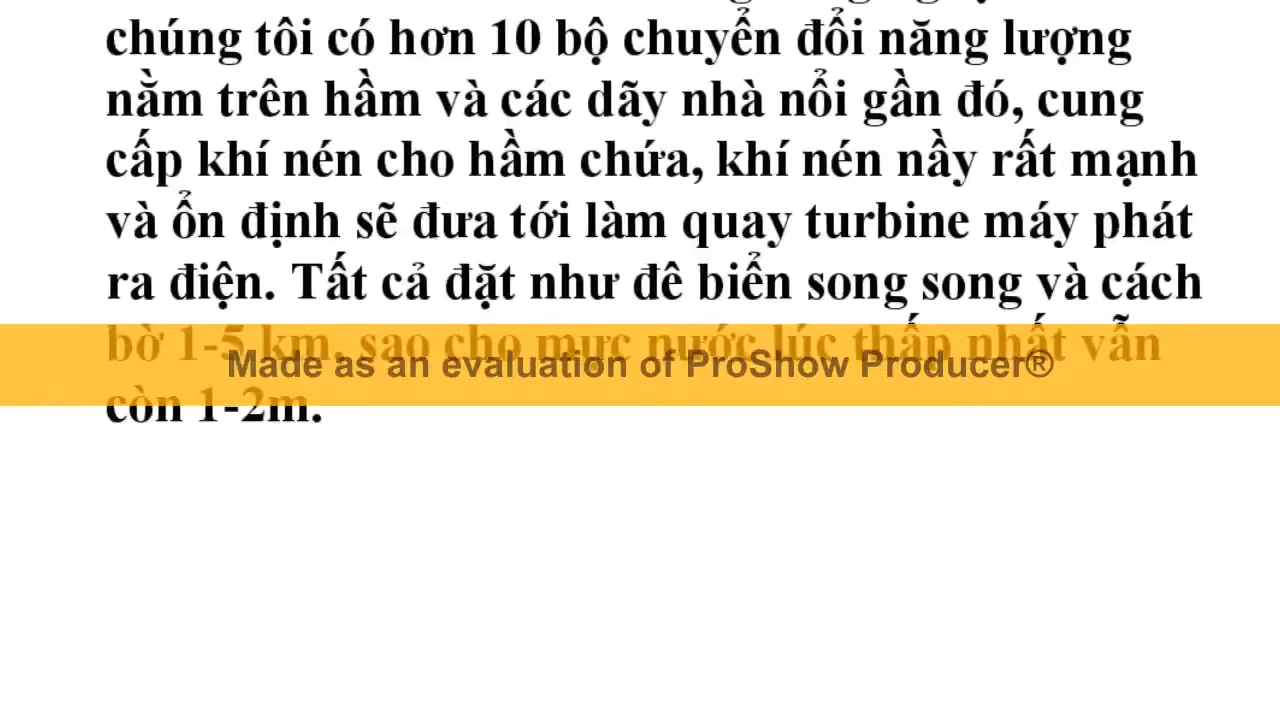 chúng tôi có hơn 10 bộ chuyển đổi năng lượng
nằm trên hầm và các dãy nhà nổi gần đó, cung
cấp khí nén cho hầm chứa, khí nén nầy rất mạnh
và ổn định sẽ đưa tới làm quay turbine máy phát
ra điện. Tất cả đặt như đê biển song song và cách
bờ 1-5 km, sao cho mực nước lúc thấp nhất vẫn
Made as an evaluation of ProShow Producer®
còn 1-2m.